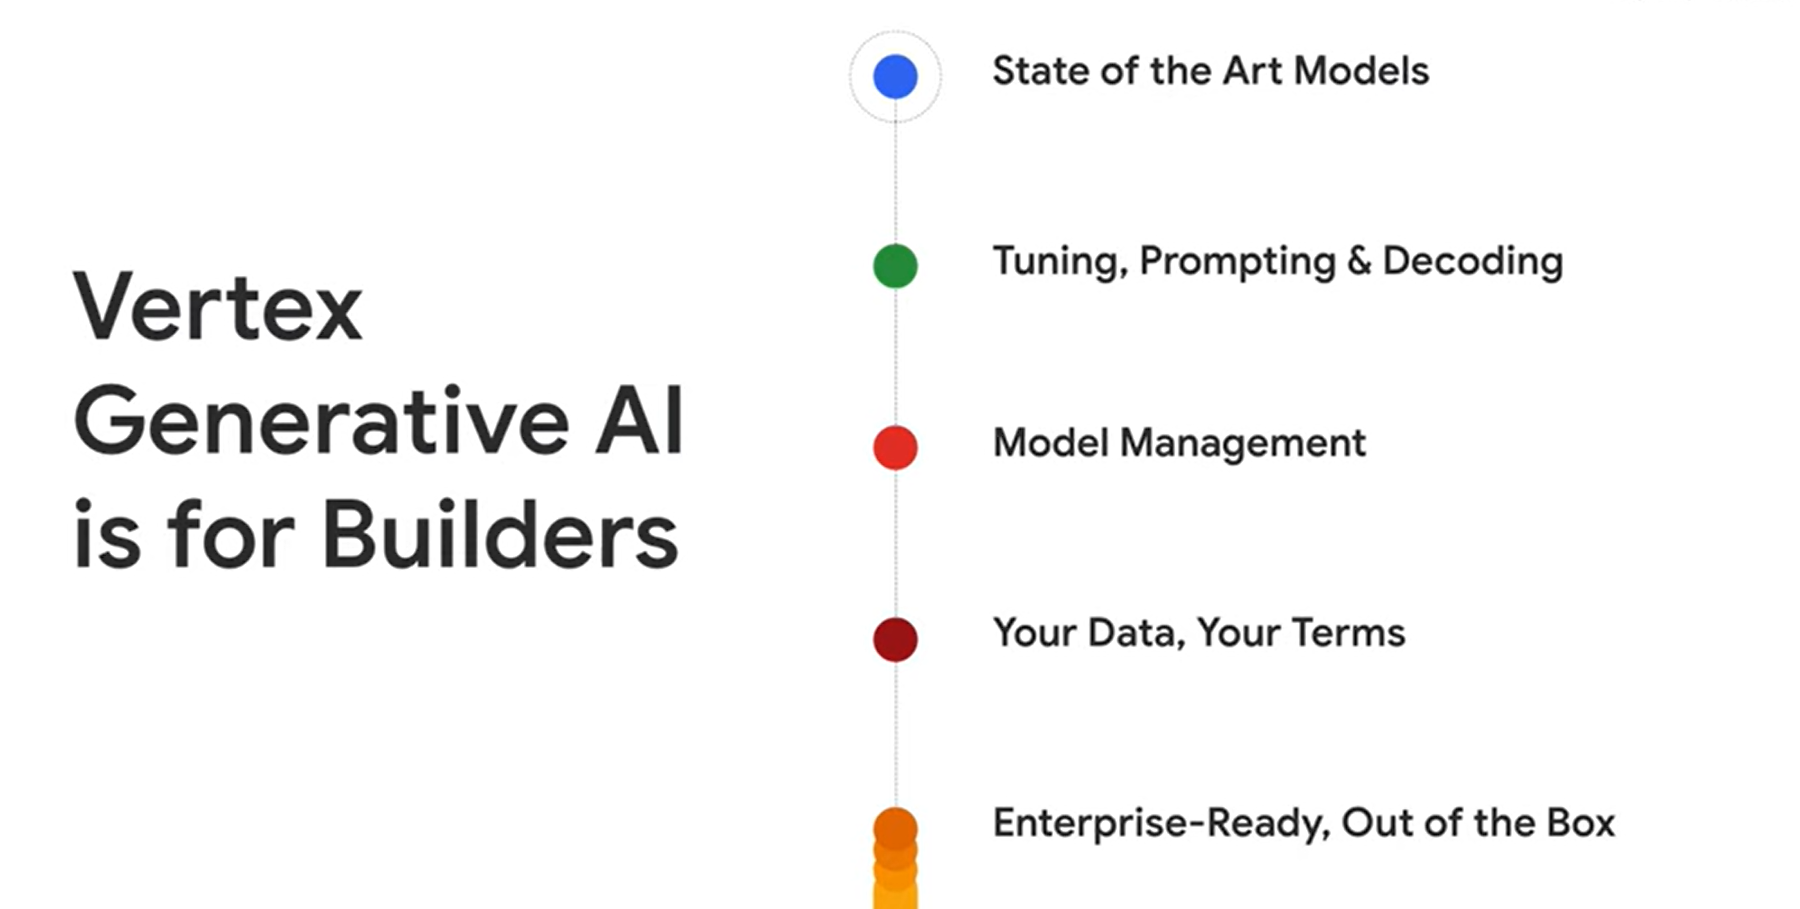 Vertex
Generative AI
is for Builders
State of the Art Models
Tuning, Prompting & Decoding
Model Management
Your Data, Your Terms
Enterprise-Ready, Out of the Box